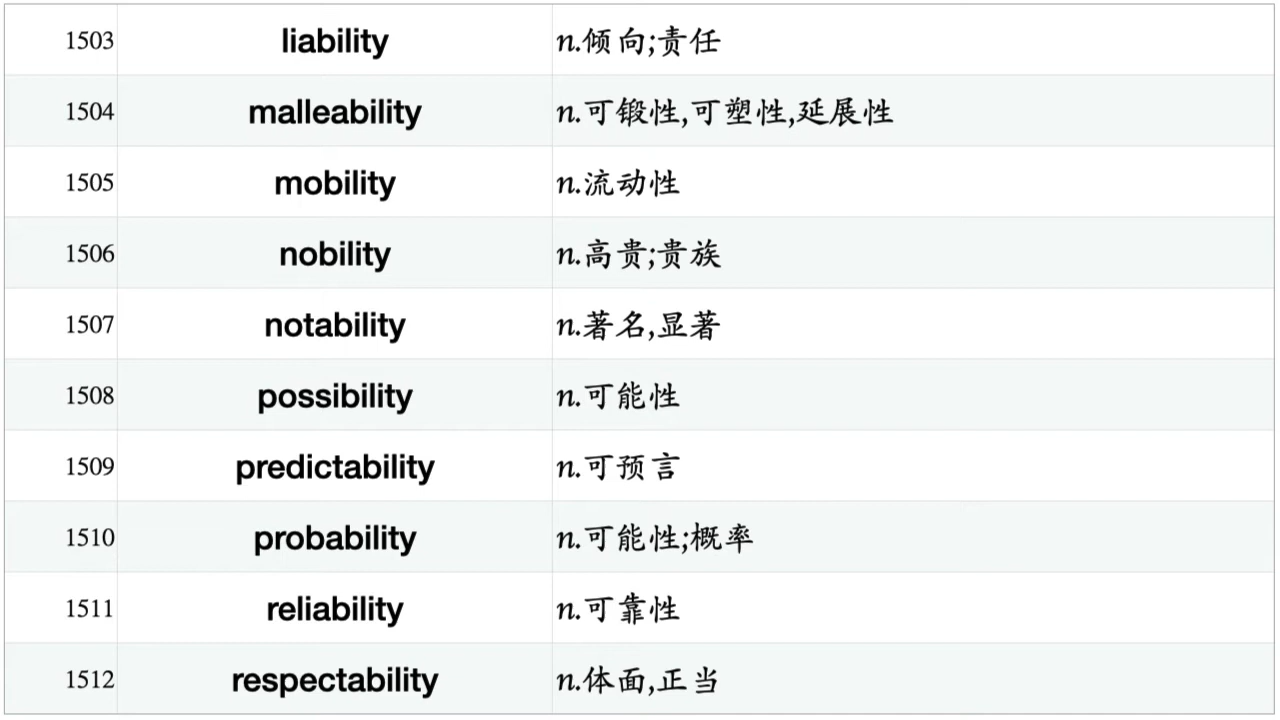 1503 liability n.倾向;责任
1504 malleability n.可锻性,可塑性,延展性
1505 mobility n.流动性
1506 nobility n.高贵;贵族
1507 notability n.著名,显著
1508 possibility n.可能性
1509 predictability n.可预言
1510 probability n.可能性;概率
1511 reliability n.可靠性
1512 respectability n.体面,正当